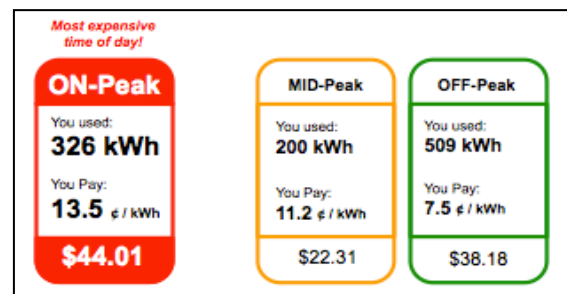 Most expensive
time of day!
ON-Peak
You used:
326 kWh
You Pay:
13.5 ¢ / kWh
$44.01
MID-Peak
You used:
200 kWh
You Pay:
11.2 ¢ / kWh
$22.31
OFF-Peak
You used:
509 kWh
You Pay:
7.5 ¢ / kWh
$38.18